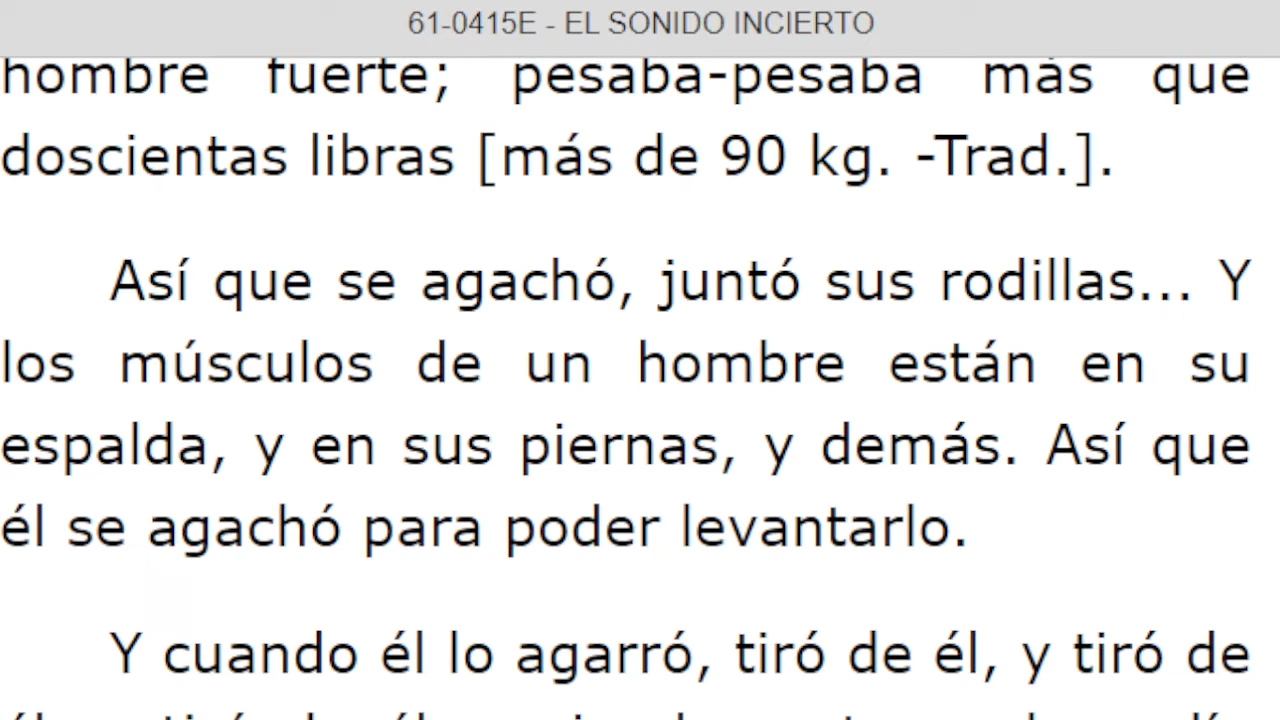 61-0415E - EL SONIDO INCIERTO
hombre fuerte; pesaba-pesaba más que
doscientas libras [más de 90 kg. -Trad.].
Así que se agachó, juntó sus rodillas... Y
los músculos de un hombre están en su
espalda, y en sus piernas, y demás. Así que
él se agachó para poder levantarlo.
Y cuando él lo agarró, tiró de él, y tiró de